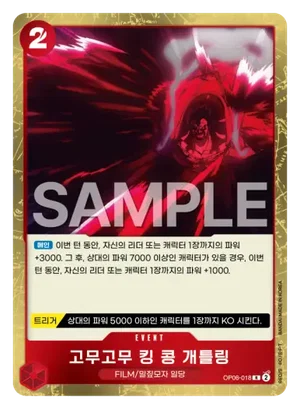 2
SAMPLE
메인 이번 턴 동안, 자신의 리더 또는 캐릭터 1장까지의 파워
+3000. 그 후, 상대의 파워 7000 이상인 캐릭터가 있을 경우, 이번
턴 동안, 자신의 리더 또는 캐릭터 1장까지의 파워 +1000.
트리거 상대의 파워 5000 이하인 캐릭터를 1장까지 KO 시킨다.
EVENT
고무고무 킹 콩 개틀링
FILM/밀짚모자 일당
OP06-018 R 2